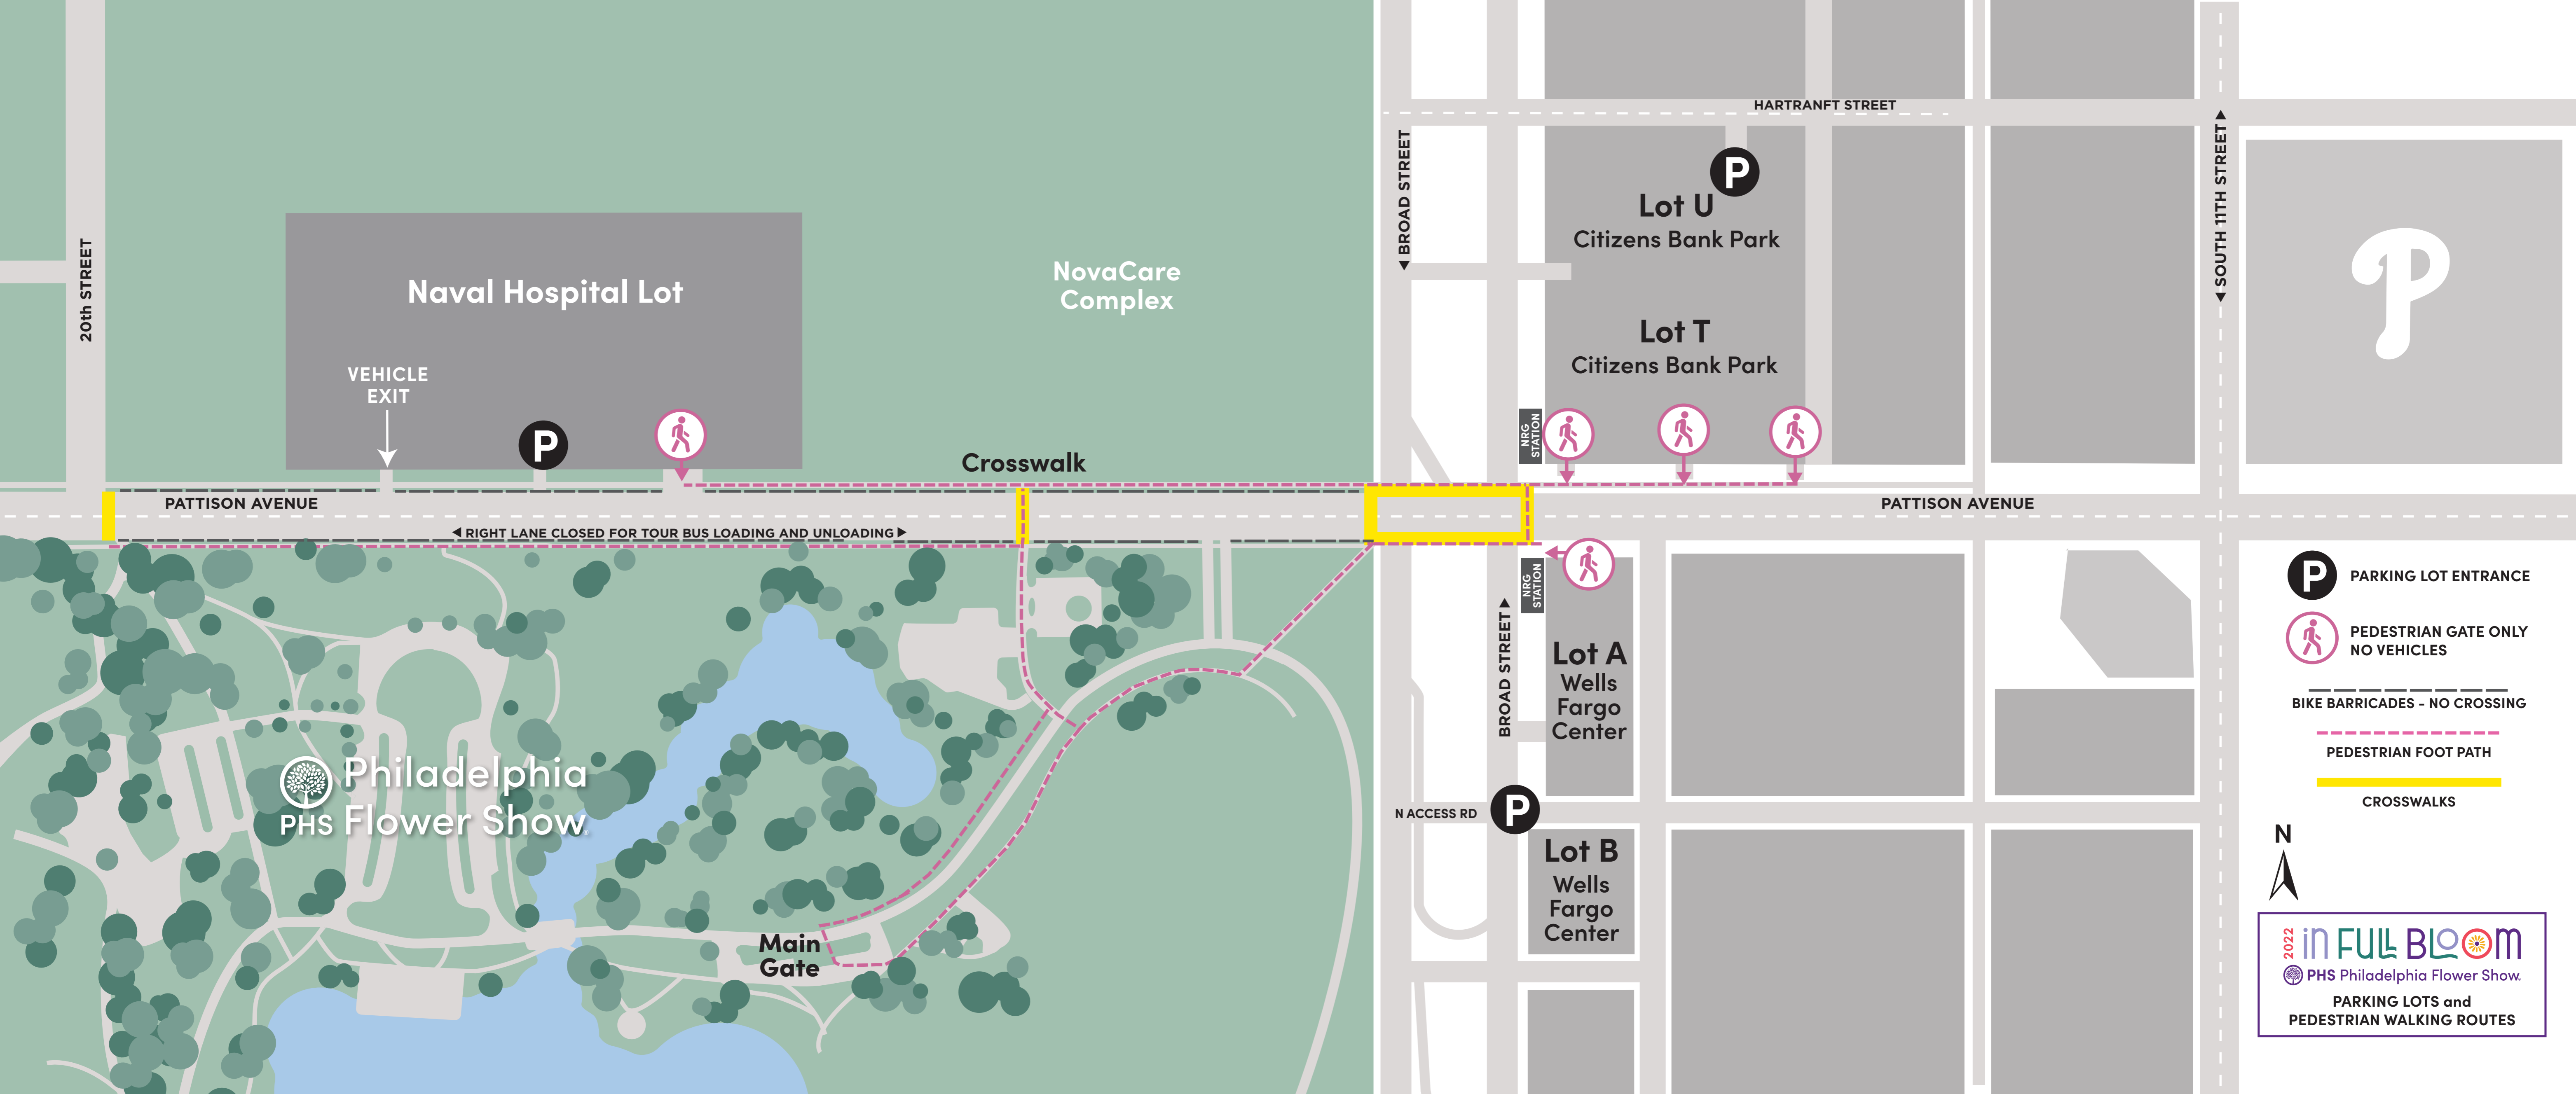 HARTRANFT STREET
BROAD STREET
SOUTH 11TH STREET
20th STREET
P
Lot U
Citizens Bank Park
Naval Hospital Lot
NovaCare
Complex
P
Lot T
Citizens Bank Park
VEHICLE
EXIT
P
NRG
STATION
Crosswalk
PATTISON AVENUE
PATTISON AVENUE
RIGHT LANE CLOSED FOR TOUR BUS LOADING AND UNLOADING
NRG
STATION
BROAD STREET
Lot A
Wells
Fargo
Center
P
N ACCESS RD
Lot B
Wells
Fargo
Center
PHS Philadelphia
Flower Show
Main
Gate
P PARKING LOT ENTRANCE
PEDESTRIAN GATE ONLY
NO VEHICLES
BIKE BARRICADES - NO CROSSING
PEDESTRIAN FOOT PATH
CROSSWALKS
N
2022 IN FULL BLOOM
PHS Philadelphia Flower Show
PARKING LOTS and
PEDESTRIAN WALKING ROUTES